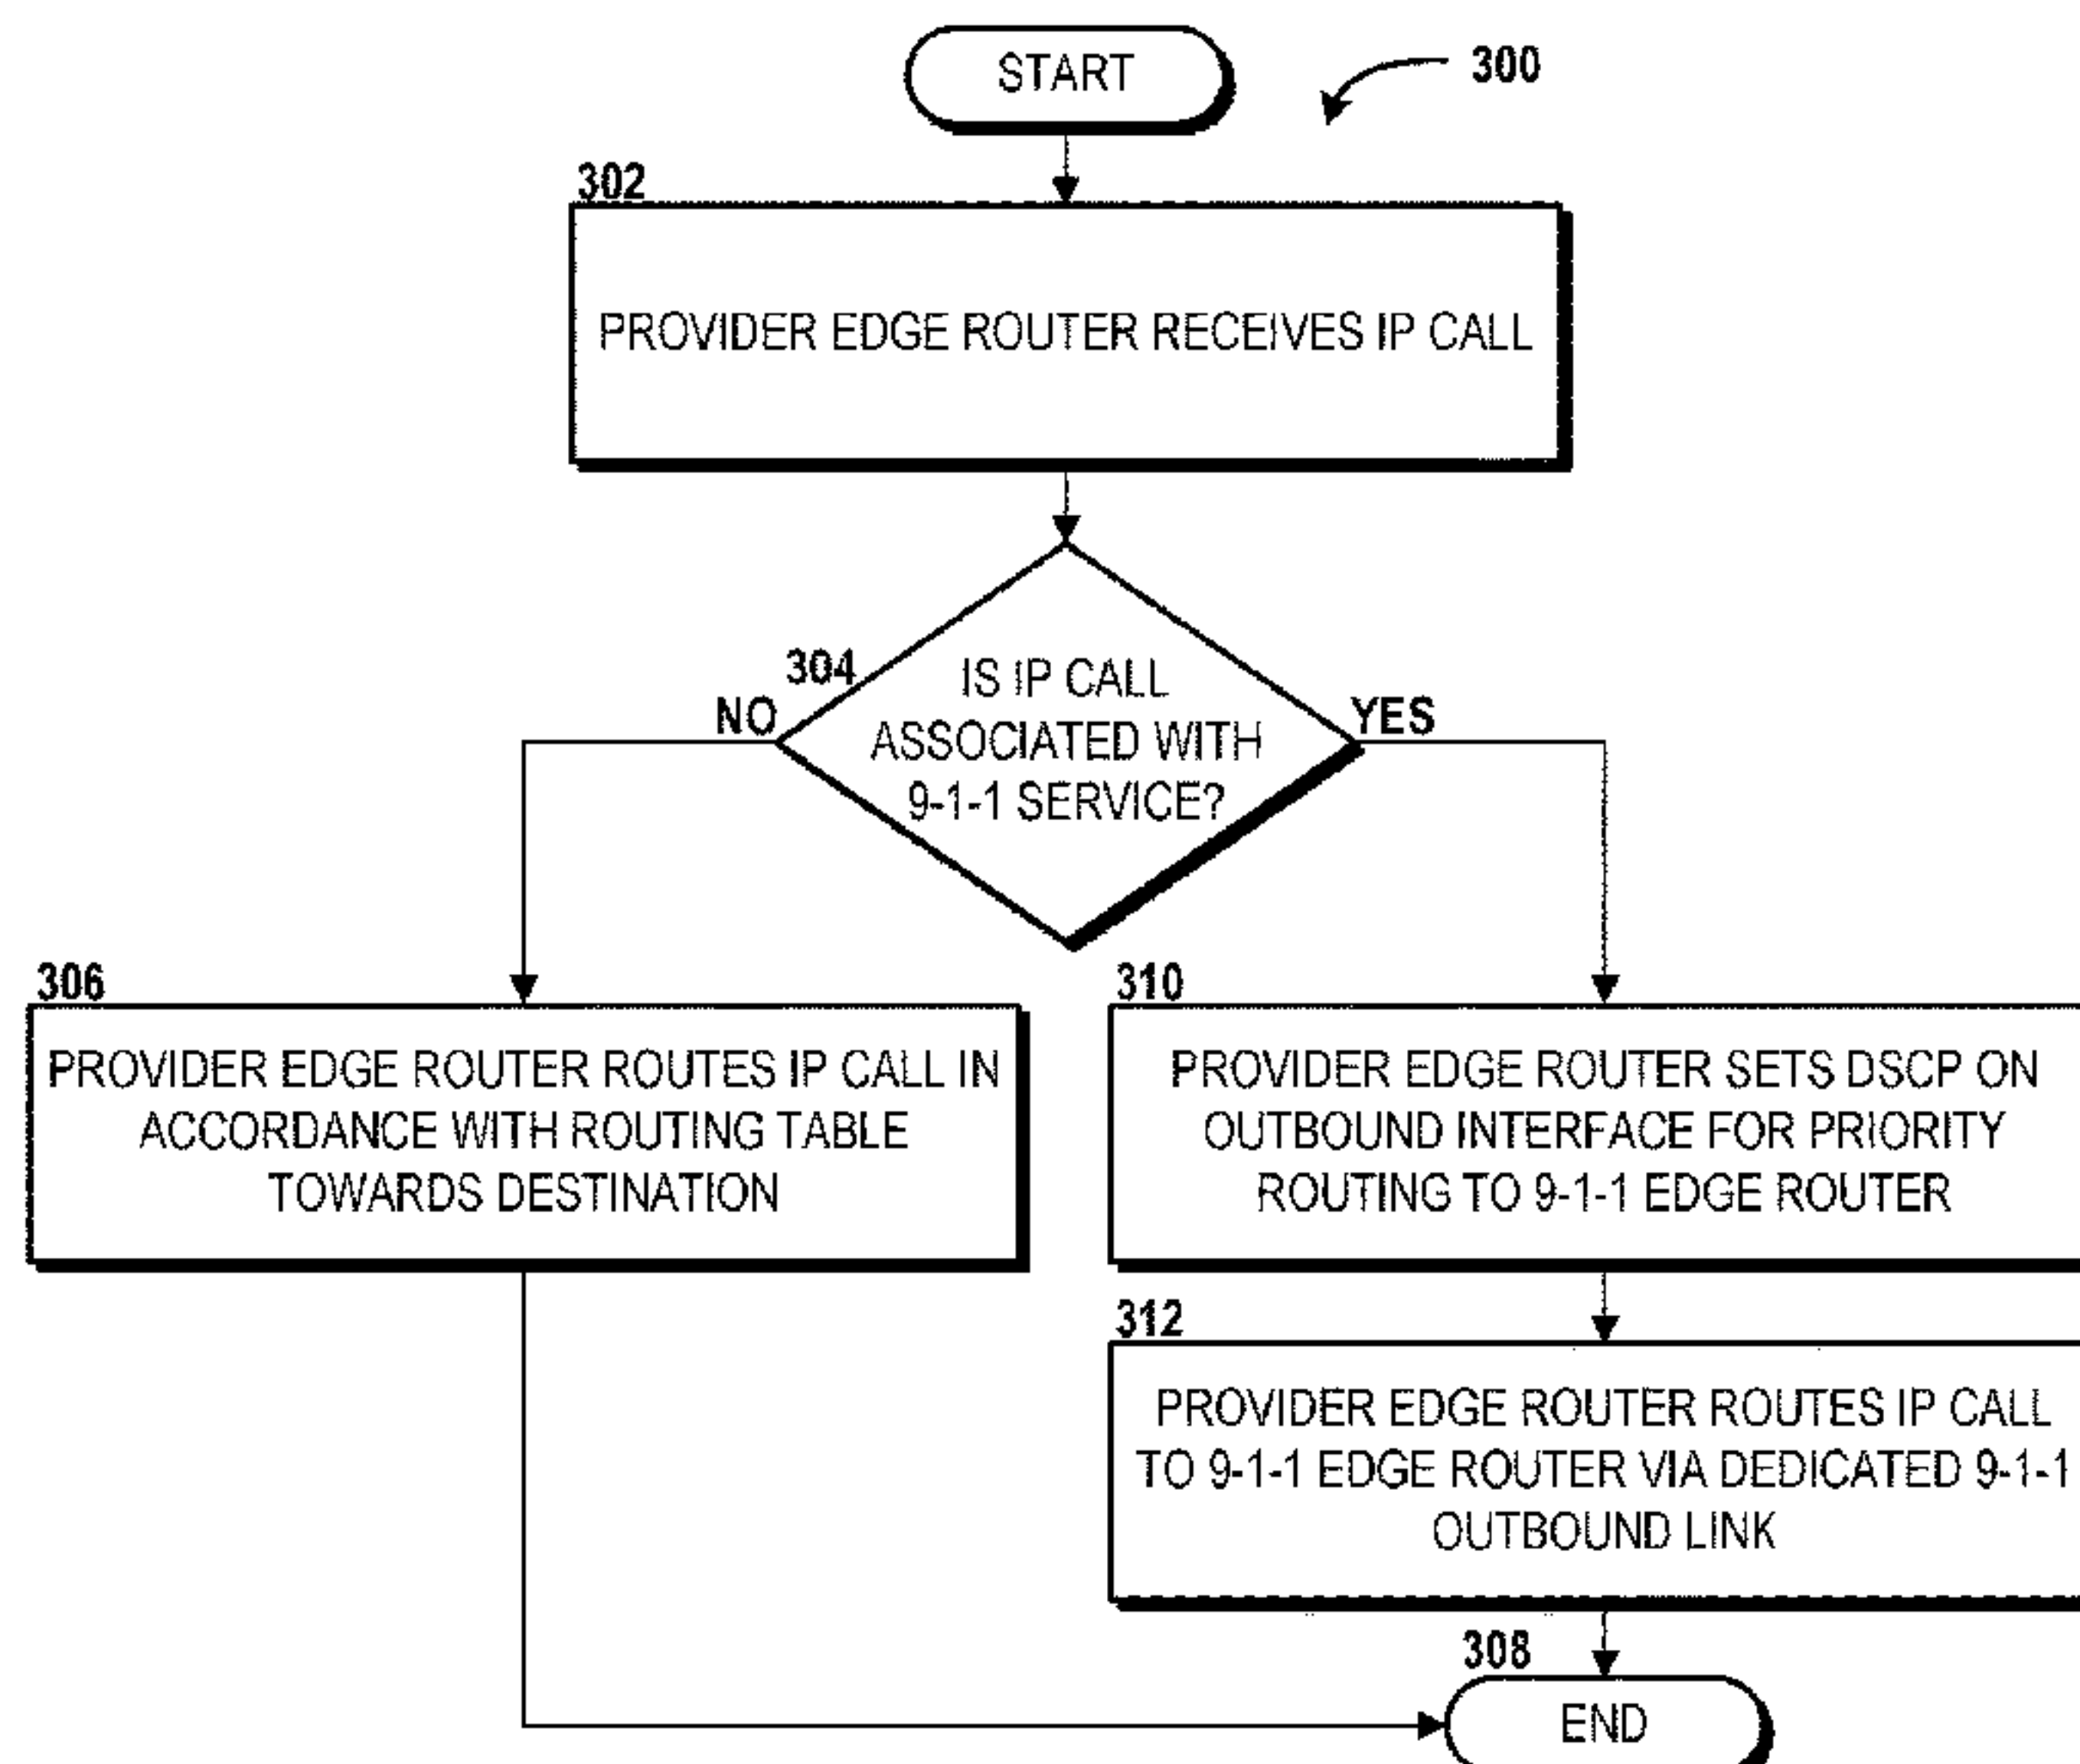 START
300
302
PROVIDER EDGE ROUTER RECEIVES IP CALL
304
IS IP CALL
ASSOCIATED WITH
9-1-1 SERVICE?
NO
YES
306
PROVIDER EDGE ROUTER ROUTES IP CALL IN
ACCORDANCE WITH ROUTING TABLE
TOWARDS DESTINATION
310
PROVIDER EDGE ROUTER SETS DSCP ON
OUTBOUND INTERFACE FOR PRIORITY
ROUTING TO 9-1-1 EDGE ROUTER
312
PROVIDER EDGE ROUTER ROUTES IP CALL
TO 9-1-1 EDGE ROUTER VIA DEDICATED 9-1-1
OUTBOUND LINK
308
END